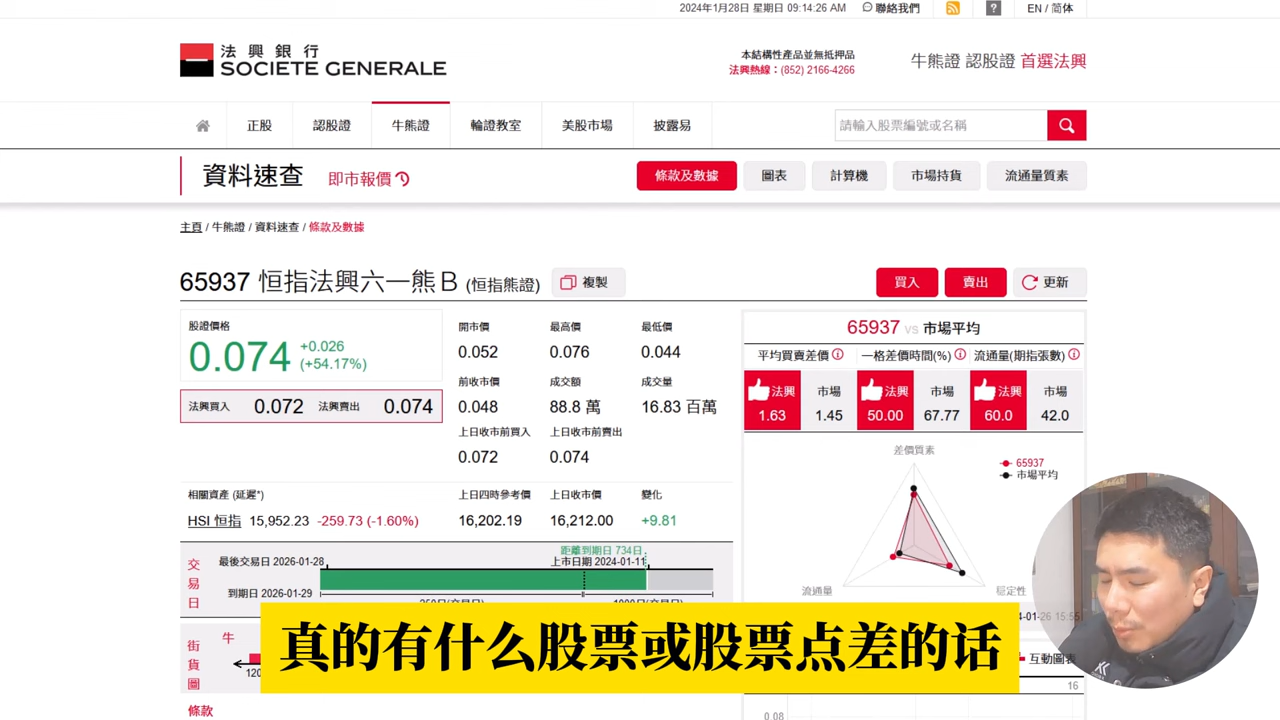 2024年1月28日 星期日 09:14:26 AM 聯絡我們 ? EN / 简体
法興銀行
SOCIETE GENERALE
本結構性產品並無抵押品
法興熱線：(852) 2166-4266
牛熊證 認股證 首選法興
正股 認股證 牛熊證 輪證教室 美股市場 披露易 請輸入股票編號或名稱
資料速查 即市報價 條款及數據 圖表 計算機 市場持貨 流通量質素
主頁 / 牛熊證 / 資料速查 / 條款及數據
65937 恒指法興六一熊B (恒指熊證) 複製 買入 賣出 更新
股證價格
0.074 +0.026 (+54.17%)
法興買入 0.072 法興賣出 0.074
開市價 最高價 最低價
0.052 0.076 0.044
前收市價 成交額 成交量
0.048 88.8 萬 16.83 百萬
上日收市前買入 上日收市前賣出
0.072 0.074
相關資產 (延遲*) 上日四時參考價 上日收市價 變化
HSI 恒指 15,952.23 -259.73 (-1.60%) 16,202.19 16,212.00 +9.81
65937 vs 市場平均
平均買賣差價 一格差價時間(%) 流通量(期指張數)
法興 市場 法興 市場 法興 市場
1.63 1.45 50.00 67.77 60.0 42.0
差價質素
65937
市場平均
流通量 穩定性
交易日
距離到期日 734日
最後交易日 2026-01-28 上市日期 2024-01-11
到期日 2026-01-29
街貨圖
牛
120
真的有什么股票或股票点差的话
互動圖表
16
條款
0.08